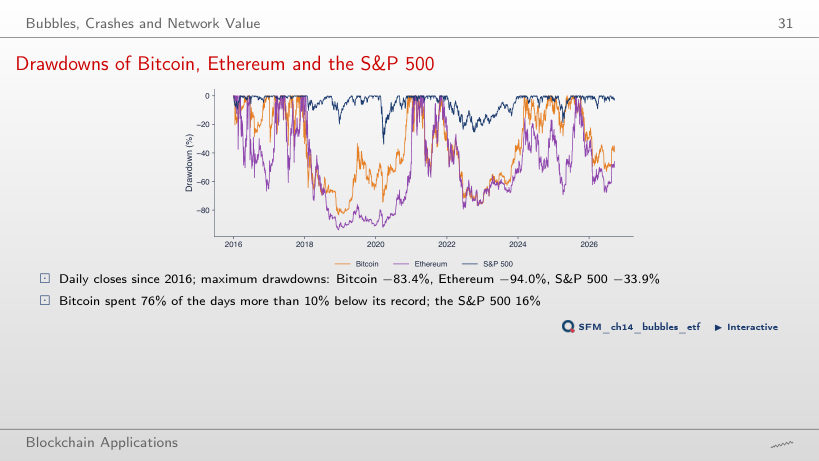 Bubbles, Crashes and Network Value 31
Drawdowns of Bitcoin, Ethereum and the S&P 500
Drawdown (%)
0
−20
−40
−60
−80
2016 2018 2020 2022 2024 2026
Bitcoin Ethereum S&P 500
Daily closes since 2016; maximum drawdowns: Bitcoin −83.4%, Ethereum −94.0%, S&P 500 −33.9%
Bitcoin spent 76% of the days more than 10% below its record; the S&P 500 16%
SFM_ch14_bubbles_etf ▶ Interactive
Blockchain Applications